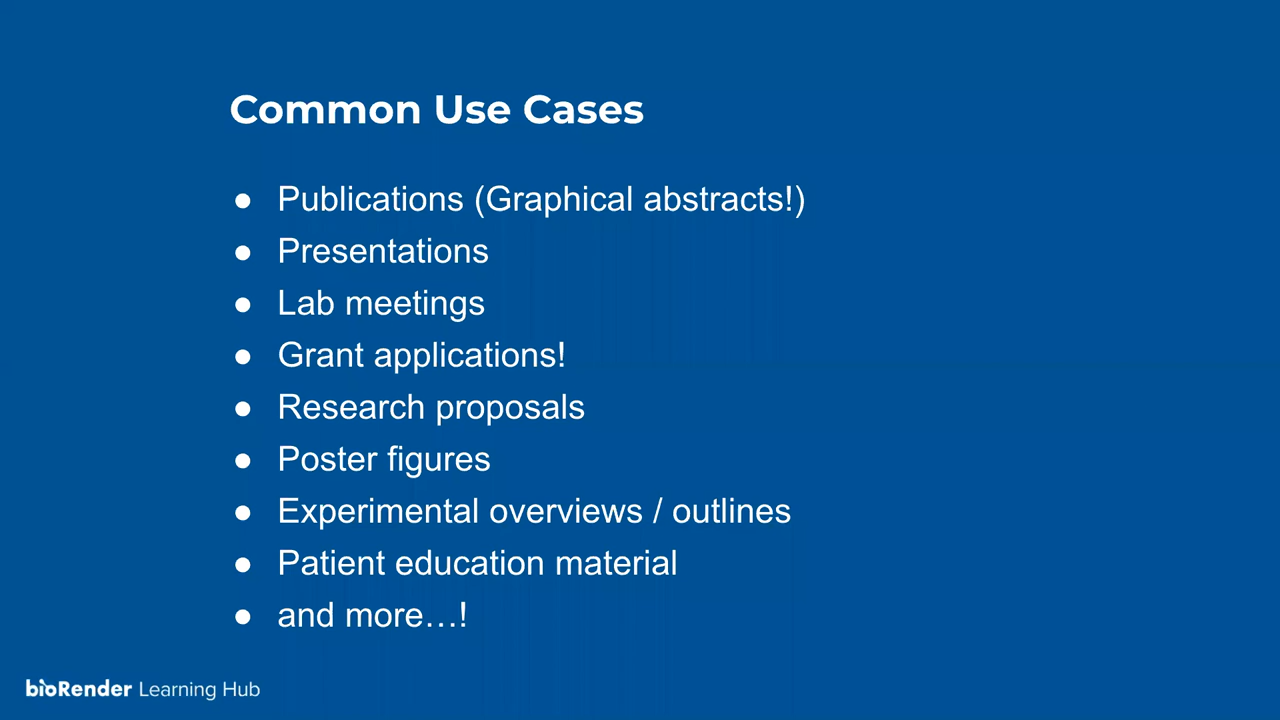 Common Use Cases
● Publications (Graphical abstracts!)
● Presentations
● Lab meetings
● Grant applications!
● Research proposals
● Poster figures
● Experimental overviews / outlines
● Patient education material
● and more…!
bioRender Learning Hub